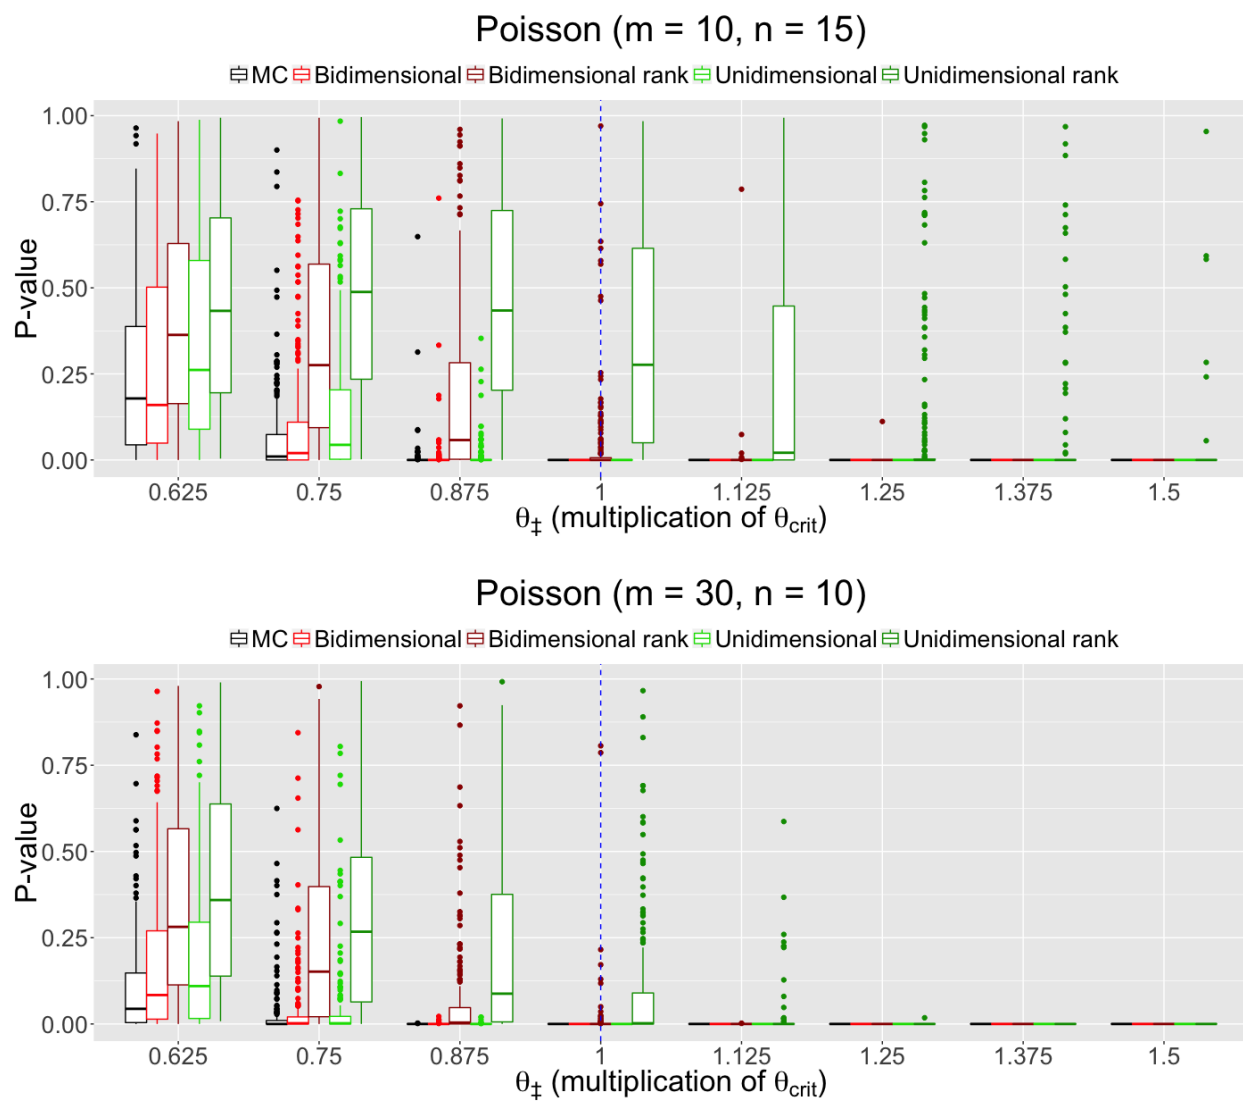 Poisson (m = 10, n = 15)
MC Bidimensional Bidimensional rank Unidimensional Unidimensional rank
P-value
1.00
0.75
0.50
0.25
0.00
0.625 0.75 0.875 1 1.125 1.25 1.375 1.5
θ‡ (multiplication of θcrit)
Poisson (m = 30, n = 10)
MC Bidimensional Bidimensional rank Unidimensional Unidimensional rank
P-value
1.00
0.75
0.50
0.25
0.00
0.625 0.75 0.875 1 1.125 1.25 1.375 1.5
θ‡ (multiplication of θcrit)